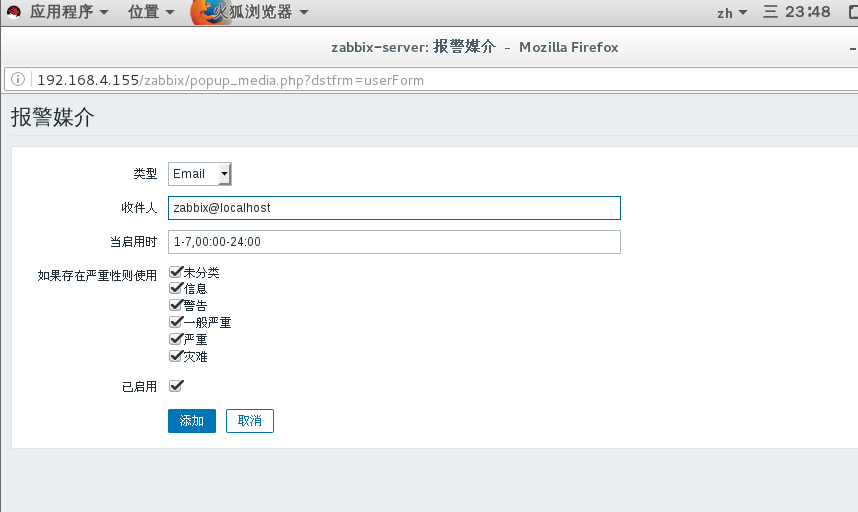 应用程序 位置 火狐浏览器 zh 三 23:48
zabbix-server: 报警媒介 - Mozilla Firefox
192.168.4.155/zabbix/popup_media.php?dstfrm=userForm
报警媒介
类型 Email
收件人 zabbix@localhost
当启用时 1-7,00:00-24:00
如果存在严重性则使用 未分类
信息
警告
一般严重
严重
灾难
已启用
添加 取消